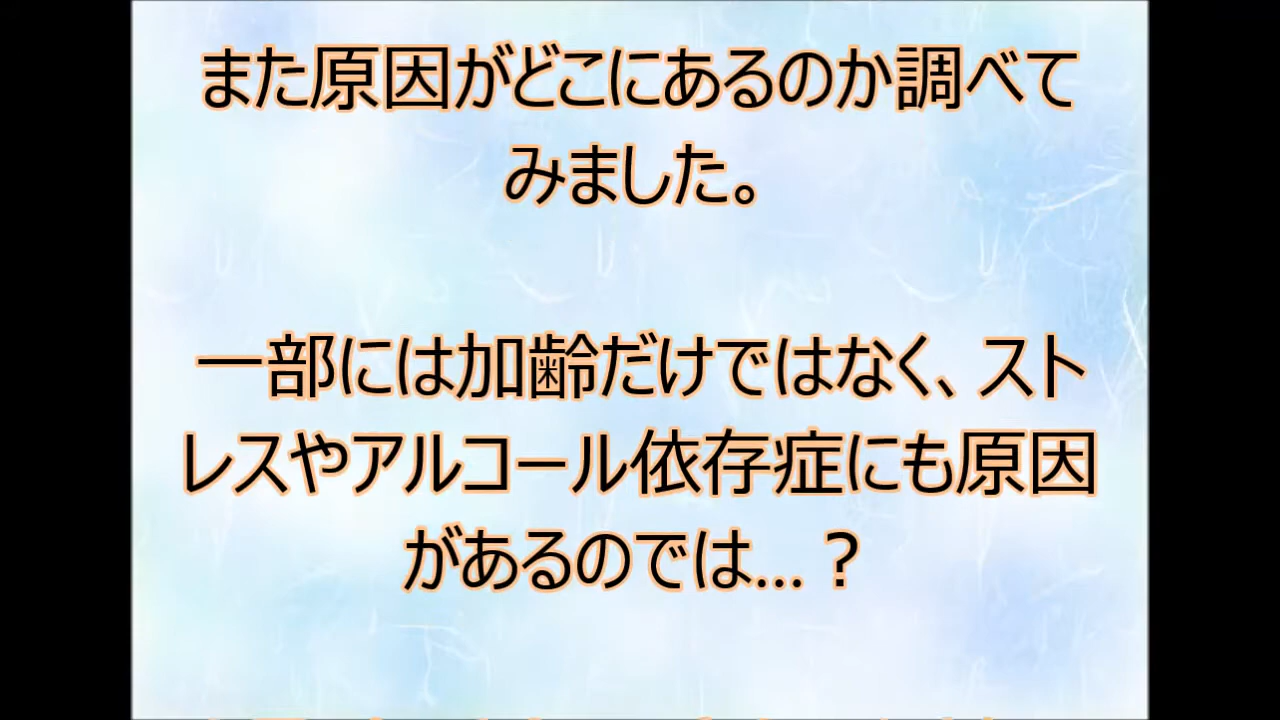 また原因がどこにあるのか調べて
みました。
一部には加齢だけではなく、スト
レスやアルコール依存症にも原因
があるのでは…？